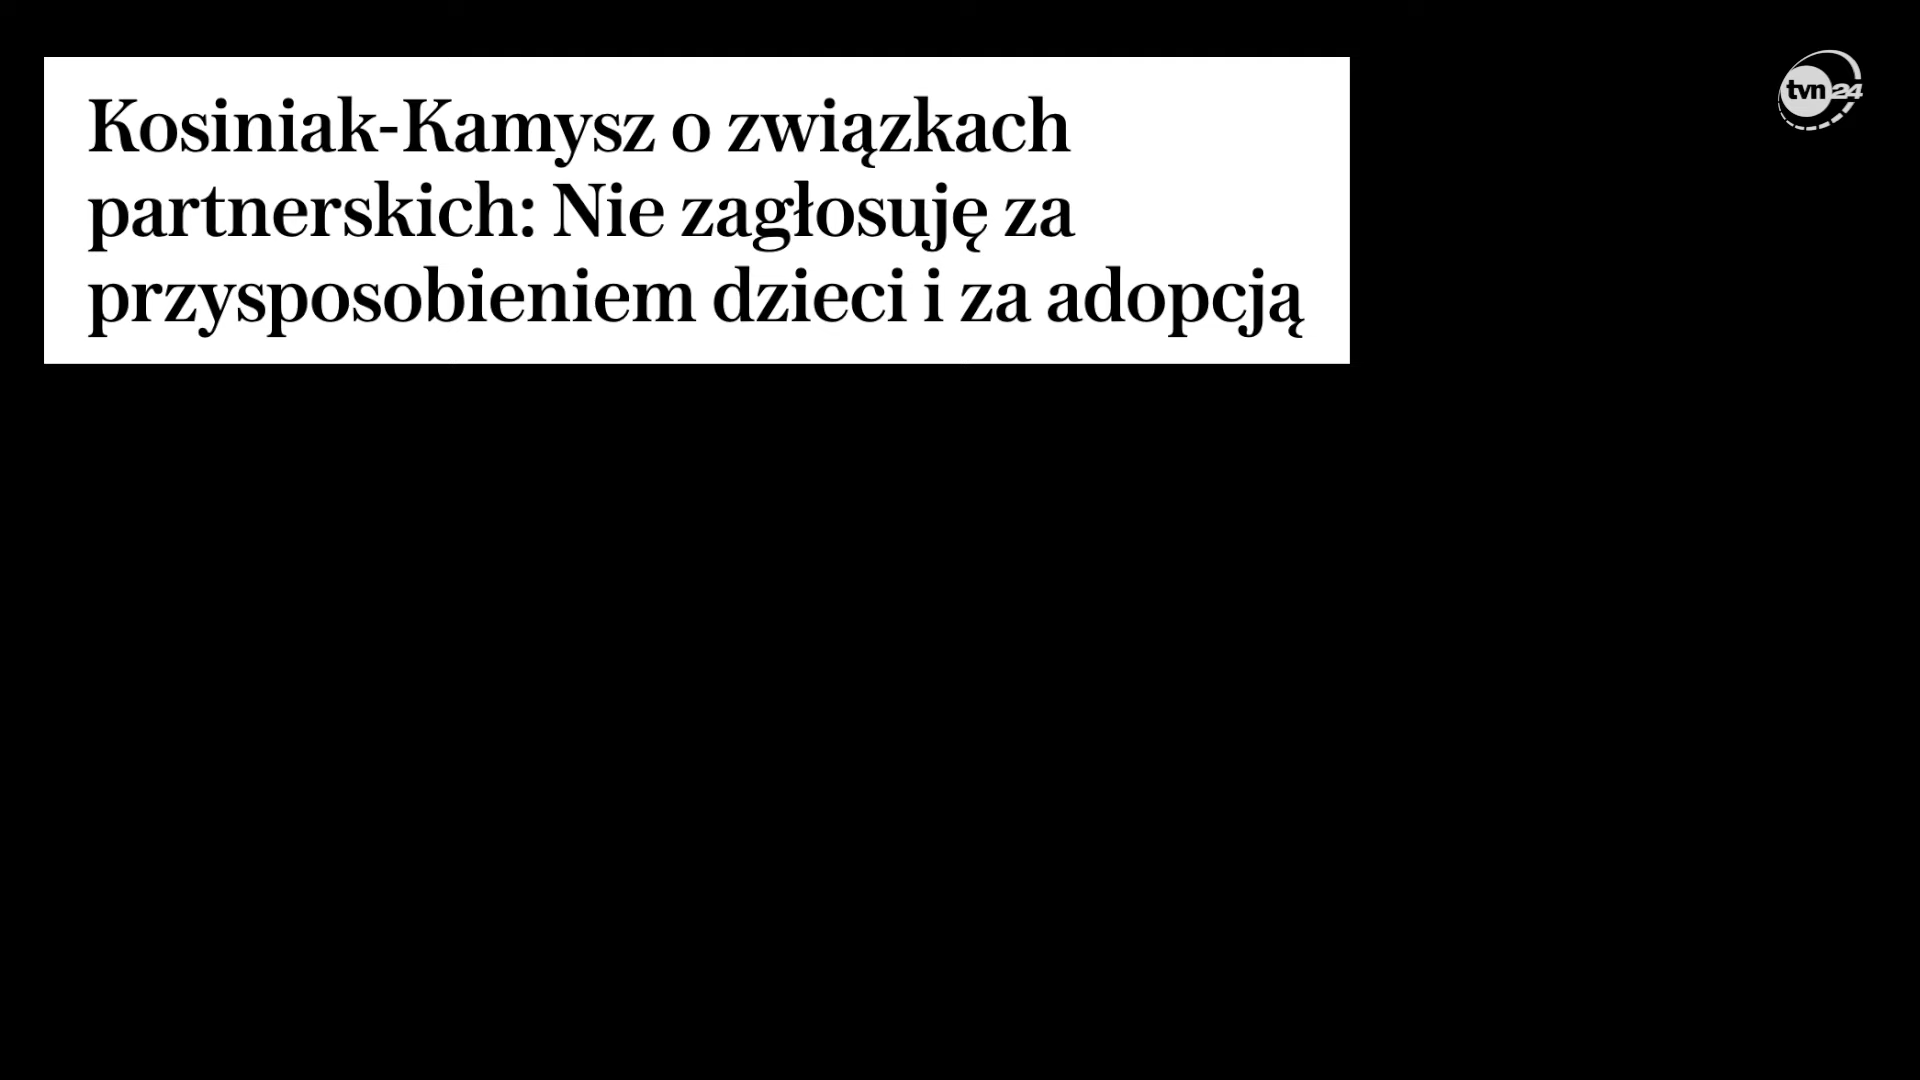 Kosiniak-Kamysz o związkach
partnerskich: Nie zagłosuję za
przysposobieniem dzieci i za adopcją
tvn24